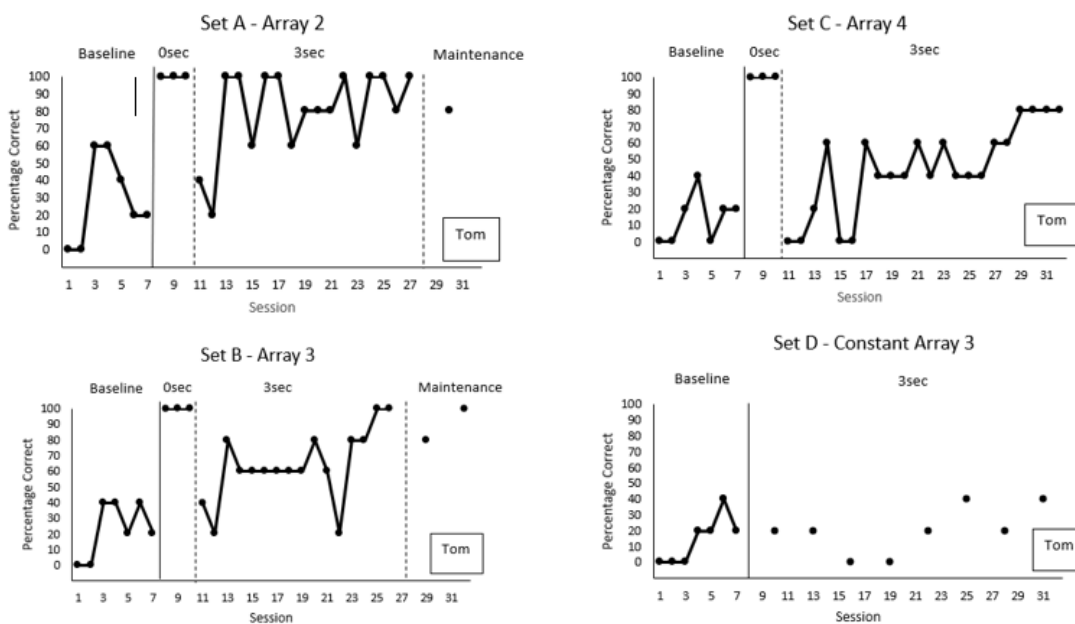 Set A - Array 2
Baseline 0sec 3sec Maintenance
Percentage Correct
100
90
80
70
60
50
40
30
20
10
0
Tom
1 3 5 7 9 11 13 15 17 19 21 23 25 27 29 31
Session
Set C - Array 4
Baseline 0sec 3sec
Percentage Correct
100
90
80
70
60
50
40
30
20
10
0
Tom
1 3 5 7 9 11 13 15 17 19 21 23 25 27 29 31
Session
Set B - Array 3
Baseline 0sec 3sec Maintenance
Percentage Correct
100
90
80
70
60
50
40
30
20
10
0
Tom
1 3 5 7 9 11 13 15 17 19 21 23 25 27 29 31
Session
Set D - Constant Array 3
Baseline 3sec
Percentage Correct
100
90
80
70
60
50
40
30
20
10
0
Tom
1 3 5 7 9 11 13 15 17 19 21 23 25 27 29 31
Session